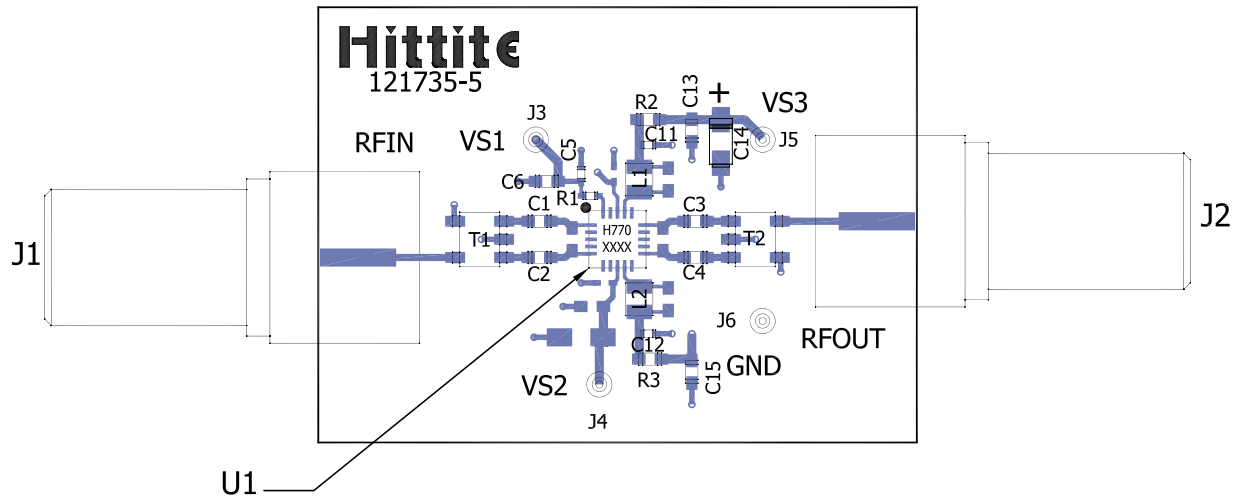 Hittite
121735-5
RFIN
VS1
J3
C5
C6
R1
R2
C11
C13
+
C14
VS3
J5
L1
C1
C2
T1
H770
XXXX
C3
C4
T2
J1
J2
L2
C12
R3
C15
J6
GND
RFOUT
VS2
J4
U1